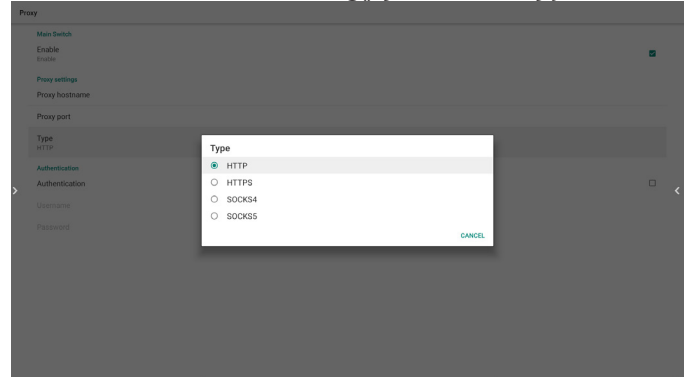 Proxy
Main Switch
Enable
Enable
Proxy settings
Proxy hostname
Proxy port
Type
HTTP
Authentication
Authentication
Username
Password
Type
HTTP
HTTPS
SOCKS4
SOCKS5
CANCEL